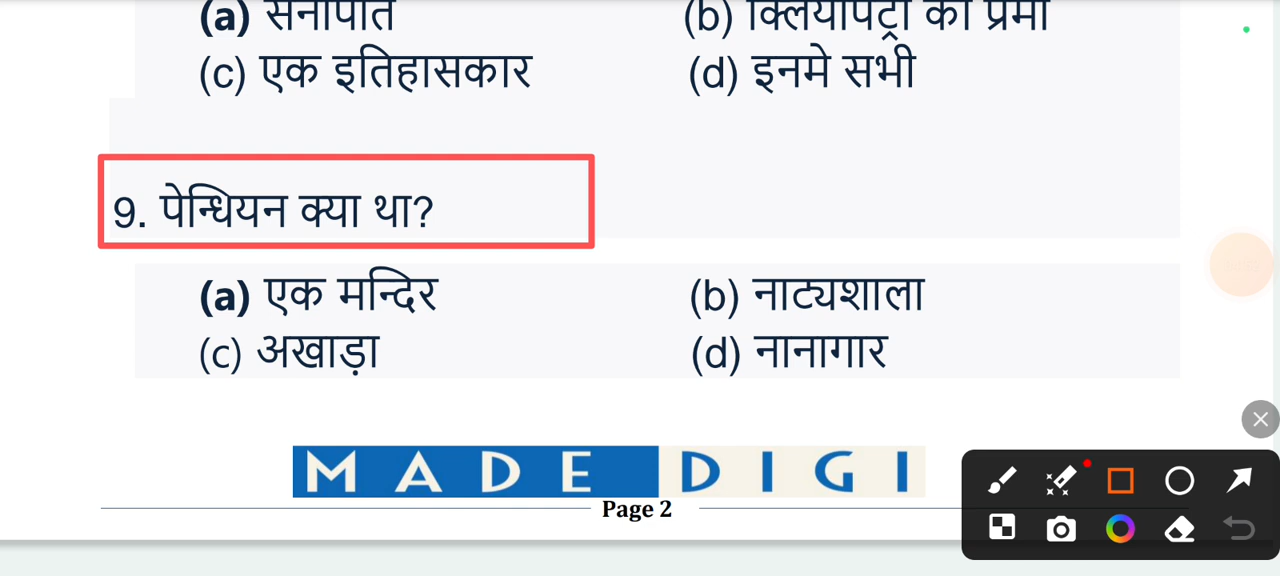 (a) सेनापति (b) क्लियोपेट्रा का प्रेमी
(c) एक इतिहासकार (d) इनमे सभी
9. पेन्थियन क्या था?
(a) एक मन्दिर (b) नाट्यशाला
(c) अखाड़ा (d) नानागार
MADE DIGI
Page 2